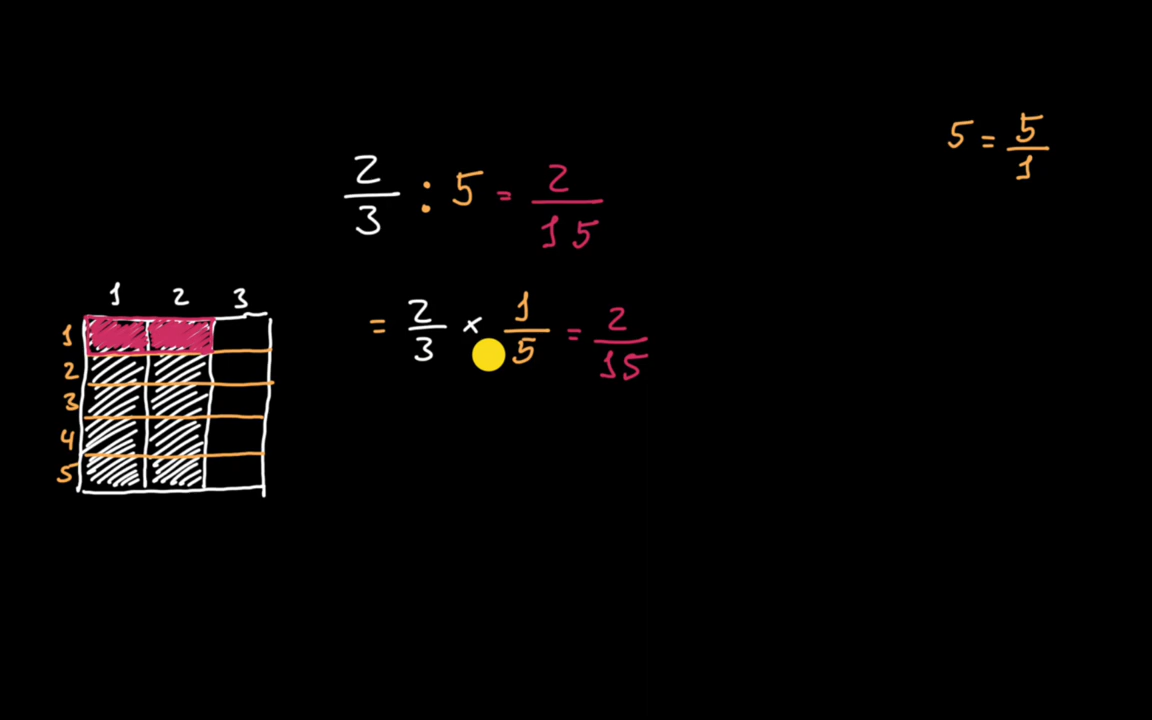 5 = 5/1
2/3 : 5 = 2/15
= 2/3 × 1/5 = 2/15
1 2 3
1
2
3
4
5